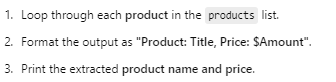 1. Loop through each product in the products list.
2. Format the output as "Product: Title, Price: $Amount".
3. Print the extracted product name and price.